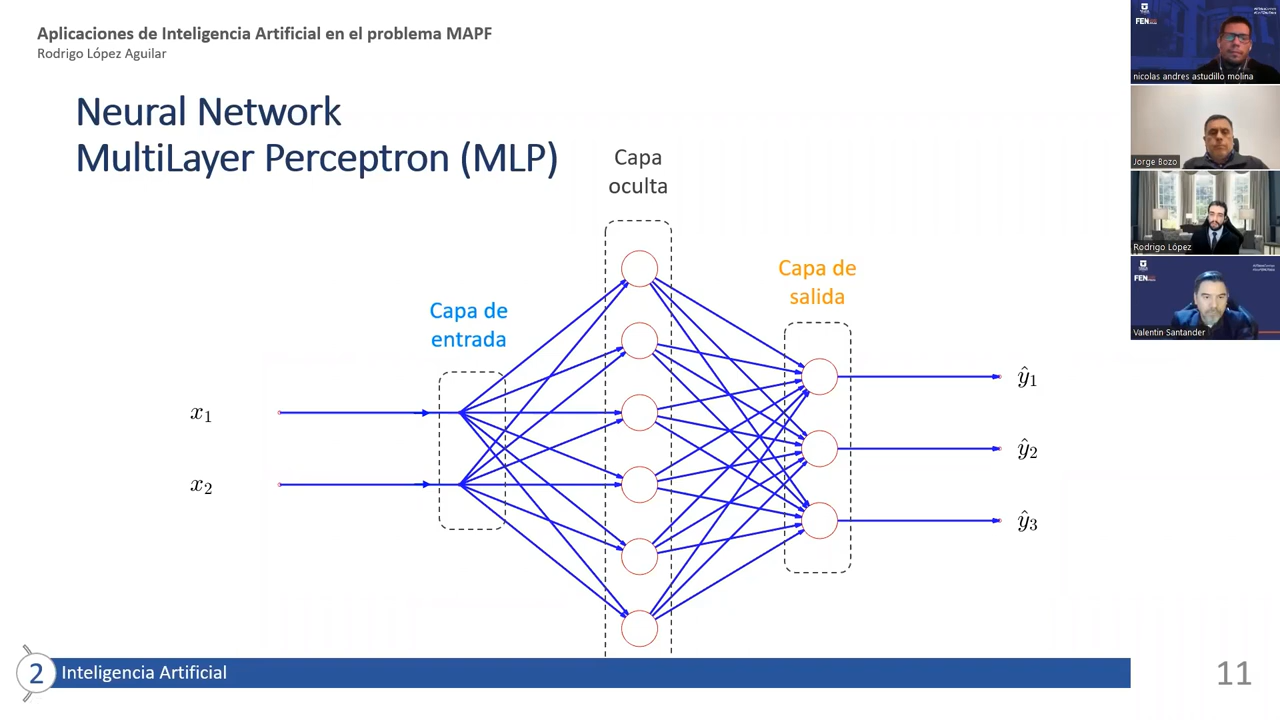 Aplicaciones de Inteligencia Artificial en el problema MAPF
Rodrigo López Aguilar
Neural Network
MultiLayer Perceptron (MLP)
Capa
oculta
Capa de
salida
Capa de
entrada
x₁
x₂
ŷ₁
ŷ₂
ŷ₃
2
Inteligencia Artificial
11
FEN
nicolas andres astudillo molina
Jorge Bozo
Rodrigo López
FEN
Valentin Santander